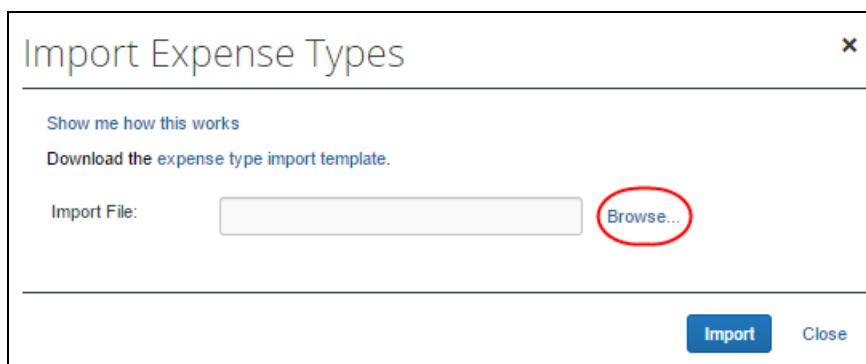 Import Expense Types
×
Show me how this works
Download the expense type import template.
Import File:
Browse...
Import
Close